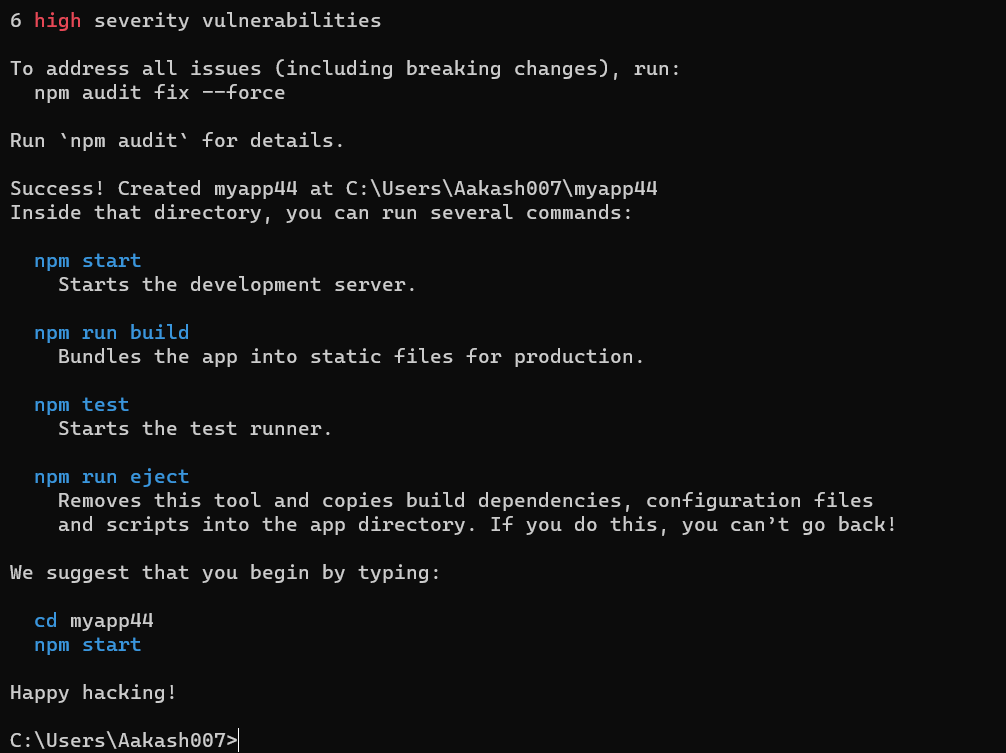 6 high severity vulnerabilities
To address all issues (including breaking changes), run:
npm audit fix --force
Run `npm audit` for details.
Success! Created myapp44 at C:\Users\Aakash007\myapp44
Inside that directory, you can run several commands:
npm start
Starts the development server.
npm run build
Bundles the app into static files for production.
npm test
Starts the test runner.
npm run eject
Removes this tool and copies build dependencies, configuration files
and scripts into the app directory. If you do this, you can’t go back!
We suggest that you begin by typing:
cd myapp44
npm start
Happy hacking!
C:\Users\Aakash007>